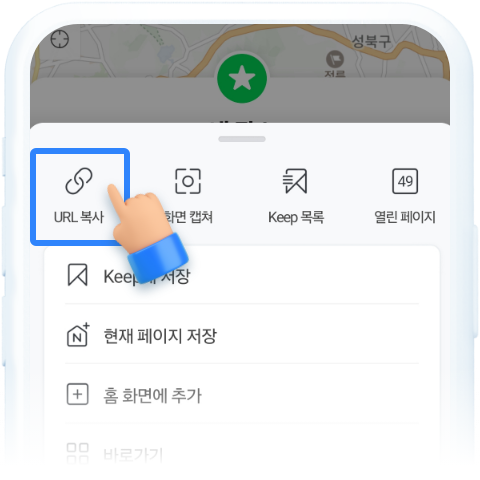 성북구
정릉
URL 복사
화면 캡쳐
Keep 목록
49
열린 페이지
Keep에 저장
N
현재 페이지 저장
홈 화면에 추가
바로가기